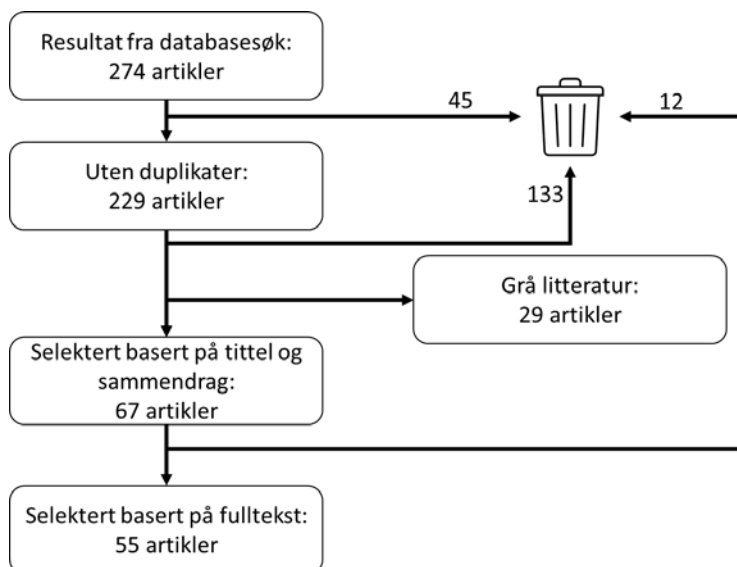 Resultat fra databasesøk:
274 artikler
45
12
Uten duplikater:
229 artikler
133
Grå litteratur:
29 artikler
Selektert basert på tittel og
sammendrag:
67 artikler
Selektert basert på fulltekst:
55 artikler